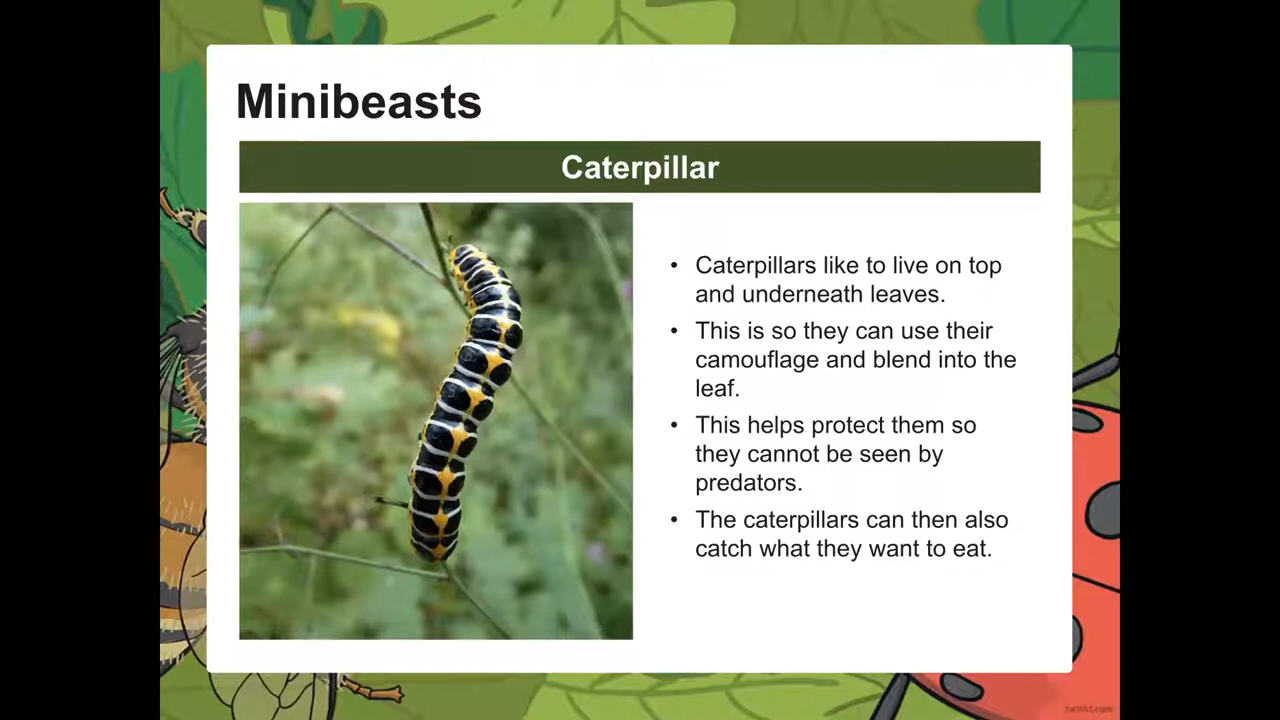 Minibeasts
Caterpillar
• Caterpillars like to live on top
and underneath leaves.
• This is so they can use their
camouflage and blend into the
leaf.
• This helps protect them so
they cannot be seen by
predators.
• The caterpillars can then also
catch what they want to eat.